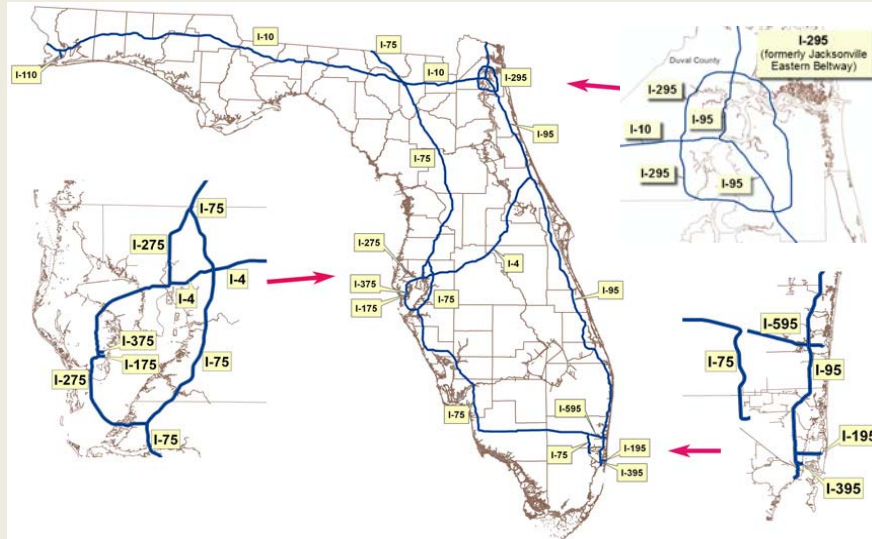 I-10
I-75
I-110
I-10
I-295
I-95
I-75
I-275
I-4
I-375
I-175
I-75
I-95
I-75
I-595
I-75
I-195
I-395
I-295
(formerly Jacksonville
Eastern Beltway)
Duval County
I-295
I-95
I-10
I-295
I-95
I-75
I-275
I-4
I-4
I-375
I-175
I-75
I-275
I-75
I-595
I-75
I-95
I-195
I-395